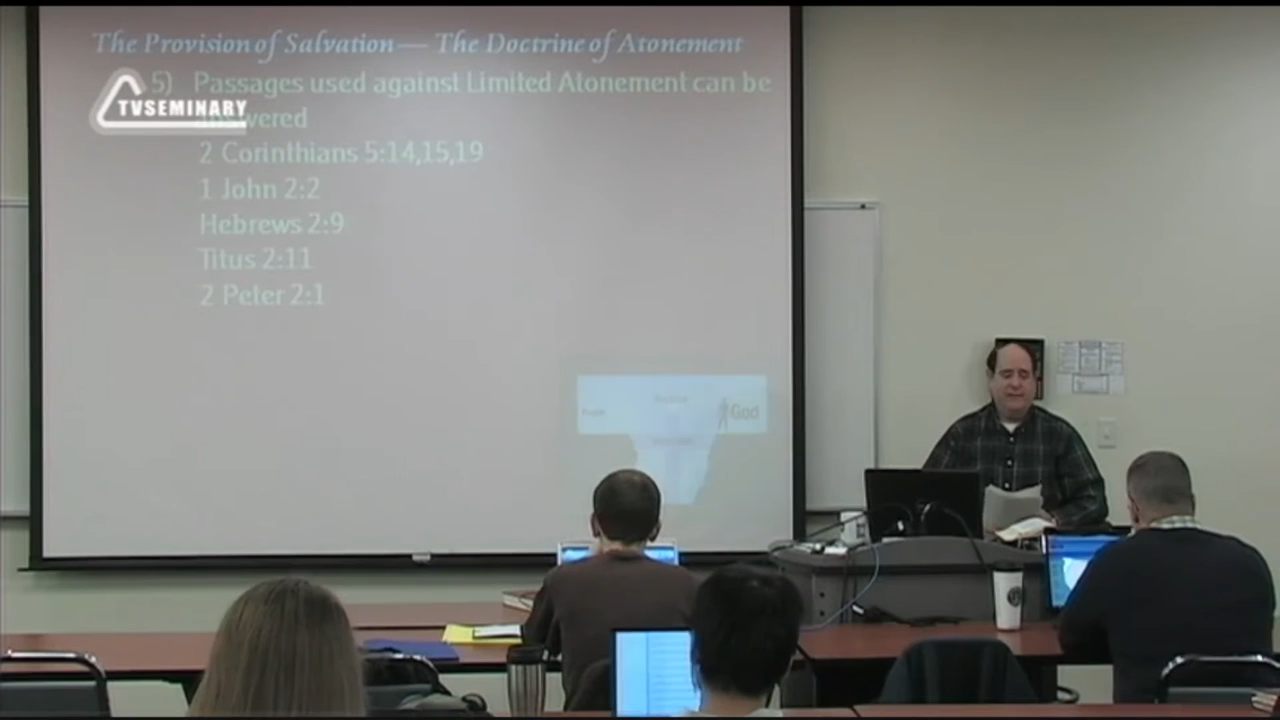 The Provision of Salvation — The Doctrine of Atonement
5) Passages used against Limited Atonement can be
TVSEMINARY
2 Corinthians 5:14,15,19
1 John 2:2
Hebrews 2:9
Titus 2:11
2 Peter 2:1
God